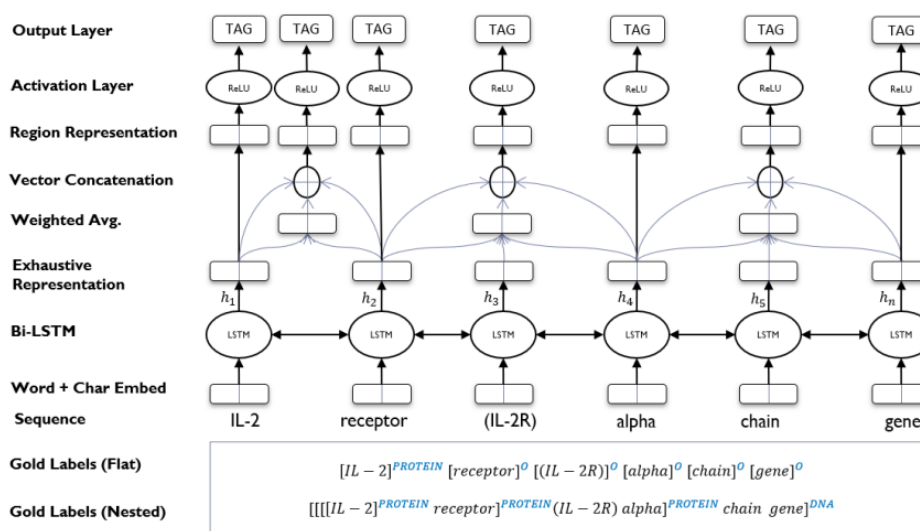 Output Layer TAG TAG TAG TAG TAG TAG TAG
Activation Layer ReLU ReLU ReLU ReLU ReLU ReLU ReLU
Region Representation
Vector Concatenation
Weighted Avg.
Exhaustive
Representation
h₁ h₂ h₃ h₄ h₅ hₙ
Bi-LSTM LSTM LSTM LSTM LSTM LSTM LSTM
Word + Char Embed
Sequence IL-2 receptor (IL-2R) alpha chain gene
Gold Labels (Flat) [IL − 2]^PROTEIN [receptor]^O [(IL − 2R)]^O [alpha]^O [chain]^O [gene]^O
Gold Labels (Nested) [[[[IL − 2]^PROTEIN receptor]^PROTEIN(IL − 2R) alpha]^PROTEIN chain gene]^DNA